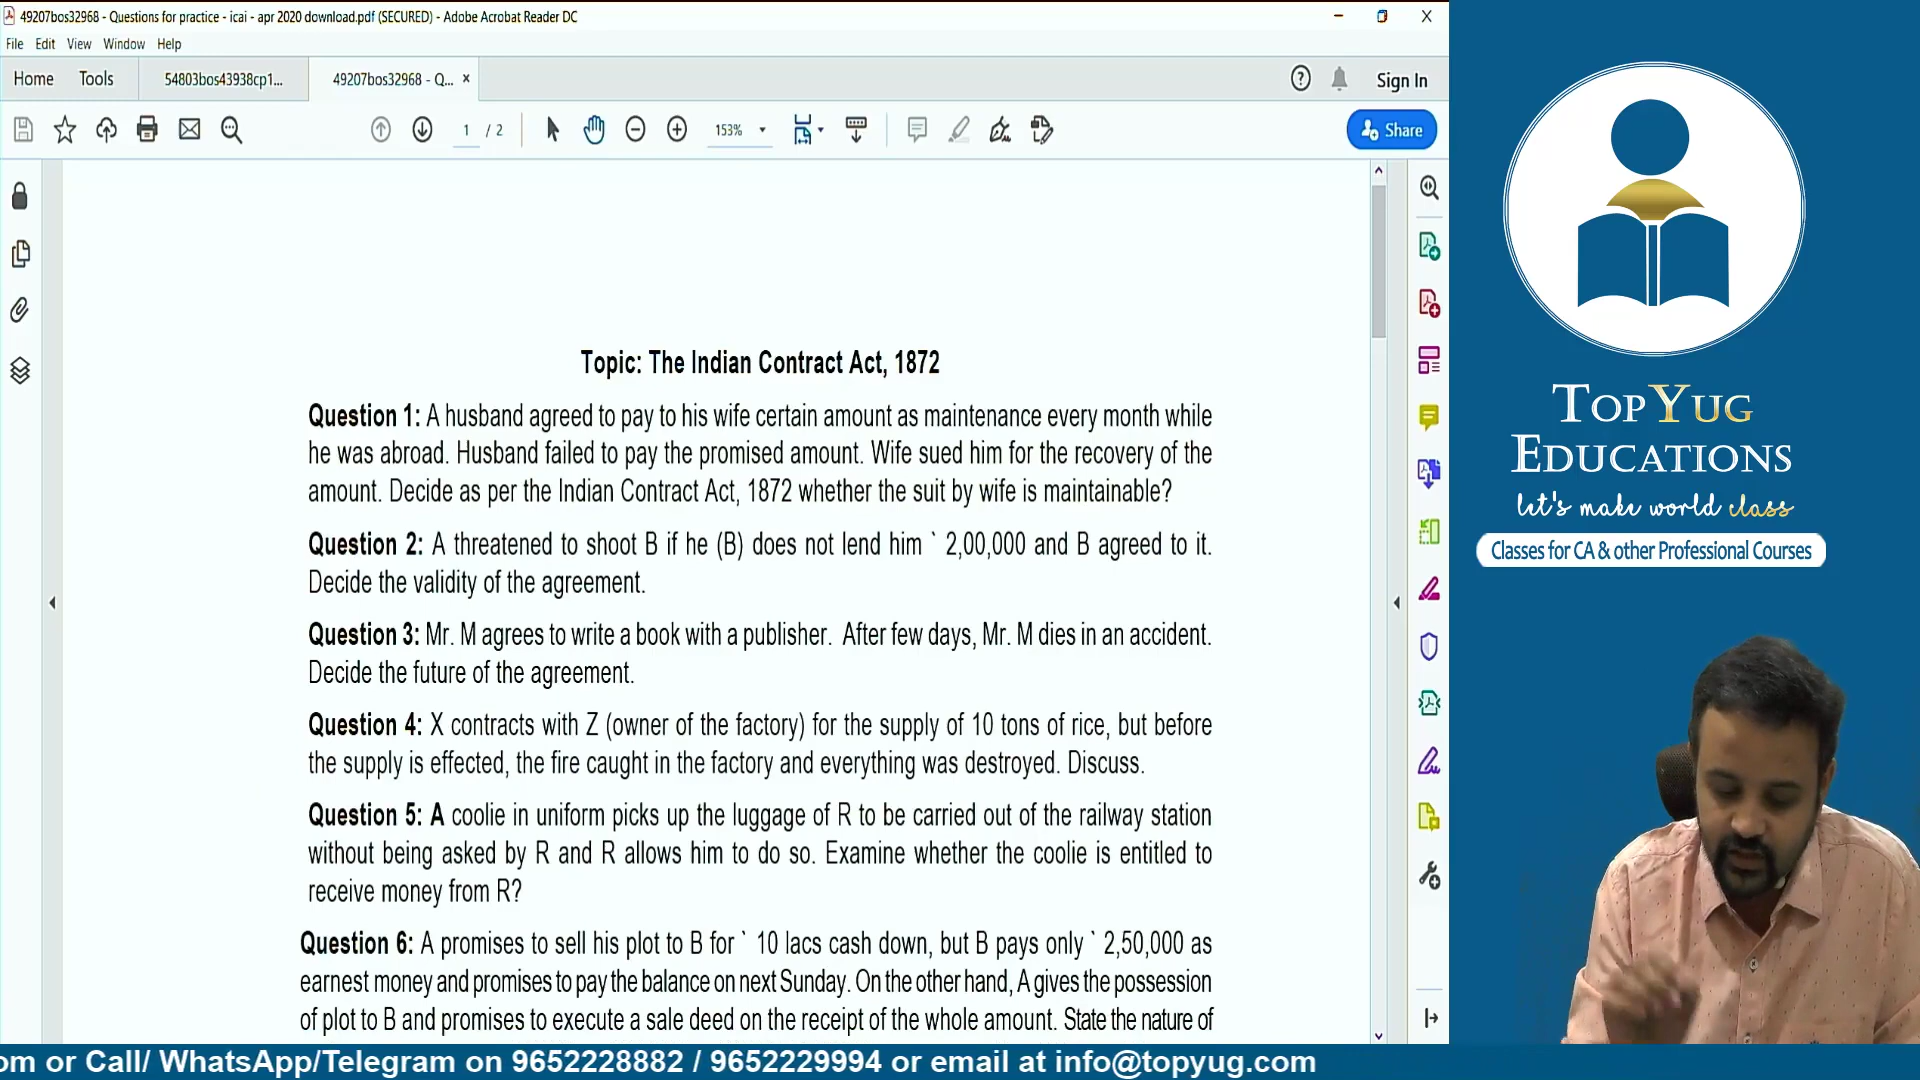 49207bos32968 - Questions for practice - icai - apr 2020 download.pdf (SECURED) - Adobe Acrobat Reader DC
File Edit View Window Help
Home Tools 54803bos43938cp1... 49207bos32968 - Q... × Sign In
1 / 2 153% Share
Topic: The Indian Contract Act, 1872
Question 1: A husband agreed to pay to his wife certain amount as maintenance every month while
he was abroad. Husband failed to pay the promised amount. Wife sued him for the recovery of the
amount. Decide as per the Indian Contract Act, 1872 whether the suit by wife is maintainable?
Question 2: A threatened to shoot B if he (B) does not lend him ` 2,00,000 and B agreed to it.
Decide the validity of the agreement.
Question 3: Mr. M agrees to write a book with a publisher. After few days, Mr. M dies in an accident.
Decide the future of the agreement.
Question 4: X contracts with Z (owner of the factory) for the supply of 10 tons of rice, but before
the supply is effected, the fire caught in the factory and everything was destroyed. Discuss.
Question 5: A coolie in uniform picks up the luggage of R to be carried out of the railway station
without being asked by R and R allows him to do so. Examine whether the coolie is entitled to
receive money from R?
Question 6: A promises to sell his plot to B for ` 10 lacs cash down, but B pays only ` 2,50,000 as
earnest money and promises to pay the balance on next Sunday. On the other hand, A gives the possession
of plot to B and promises to execute a sale deed on the receipt of the whole amount. State the nature of
TOPYUG
EDUCATIONS
let's make world class
Classes for CA & other Professional Courses
om or Call/ WhatsApp/Telegram on 9652228882 / 9652229994 or email at info@topyug.com